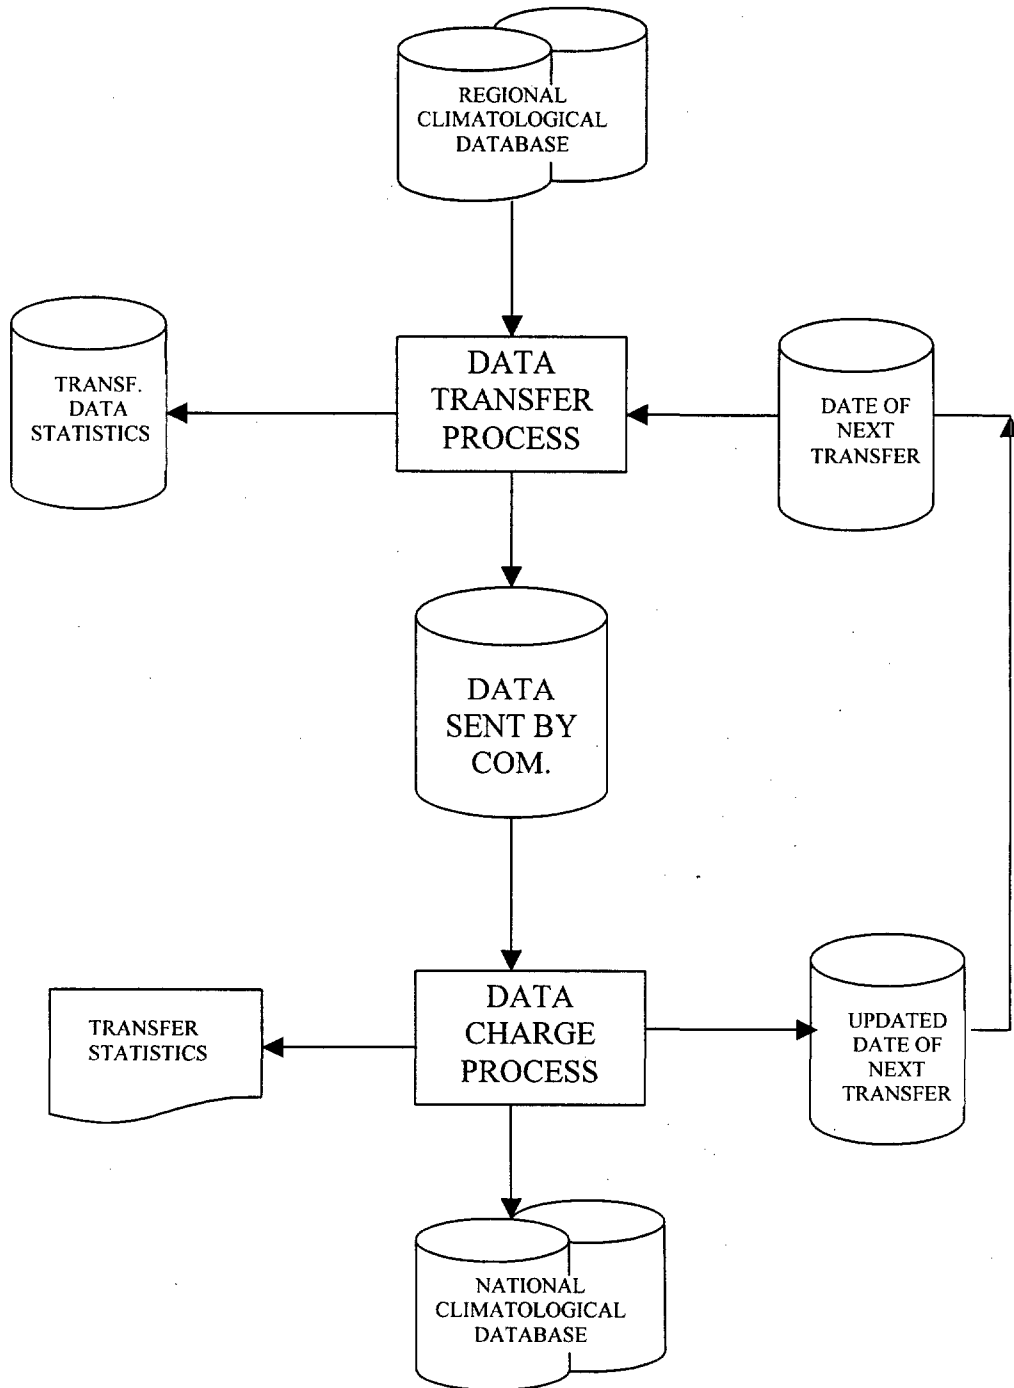 REGIONAL
CLIMATOLOGICAL
DATABASE
TRANSF.
DATA
STATISTICS
DATA
TRANSFER
PROCESS
DATE OF
NEXT
TRANSFER
DATA
SENT BY
COM.
TRANSFER
STATISTICS
DATA
CHARGE
PROCESS
UPDATED
DATE OF
NEXT
TRANSFER
NATIONAL
CLIMATOLOGICAL
DATABASE